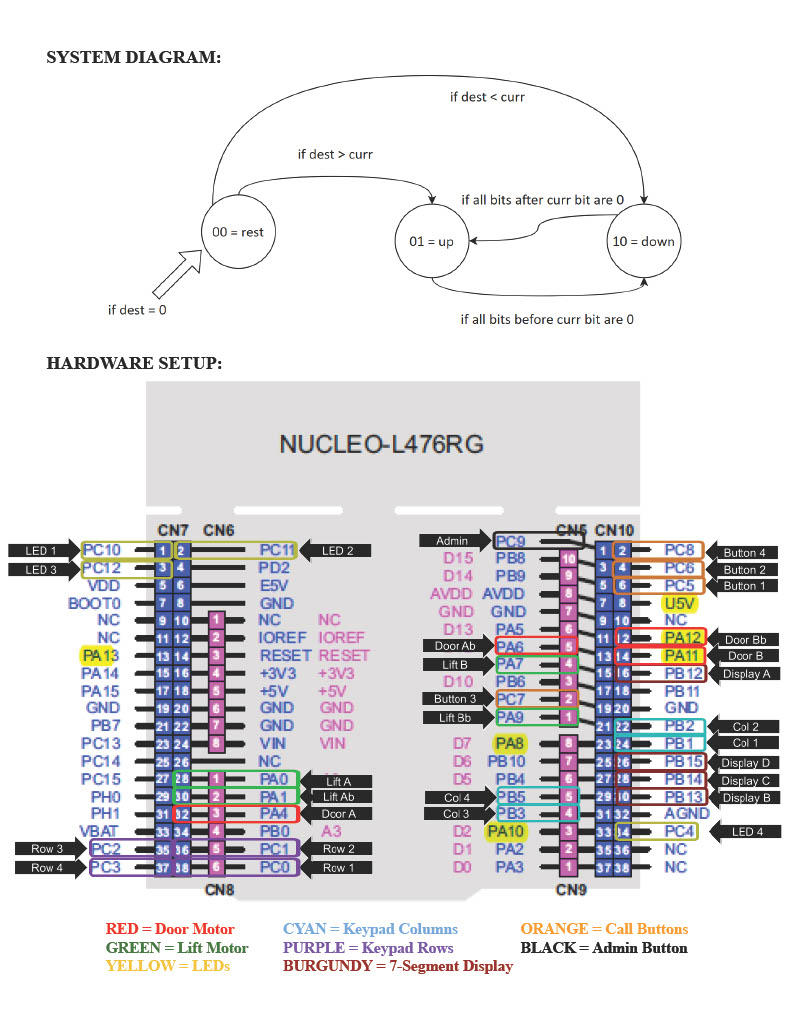 SYSTEM DIAGRAM:
if dest < curr
if dest > curr
if all bits after curr bit are 0
00 = rest
01 = up
10 = down
if dest = 0
if all bits before curr bit are 0
HARDWARE SETUP:
NUCLEO-L476RG
CN7 CN6
LED 1 PC10 1 2 PC11 LED 2
LED 3 PC12 3 4 PD2
VDD 5 6 E5V
BOOT0 7 8 GND
NC 9 10 1 NC NC
NC 11 12 2 IOREF IOREF
PA13 13 14 3 RESET RESET
PA14 15 16 4 +3V3 +3V3
PA15 17 18 5 +5V +5V
GND 19 20 6 GND GND
PB7 21 22 7 GND GND
PC13 23 24 8 VIN VIN
PC14 25 26 NC
PC15 27 28 1 PA0 Lift A
PH0 29 30 2 PA1 Lift Ab
PH1 31 32 3 PA4 Door A
VBAT 33 34 4 PB0 A3
Row 3 PC2 35 36 5 PC1 Row 2
Row 4 PC3 37 38 6 PC0 Row 1
CN8
CN5 CN10
Admin PC9 1 2 PC8 Button 4
D15 PB8 10 3 4 PC6 Button 2
D14 PB9 9 5 6 PC5 Button 1
AVDD AVDD 8 7 8 U5V
GND GND 7 9 10 NC
D13 PA5 6 11 12 PA12 Door Bb
Door Ab PA6 5 13 14 PA11 Door B
Lift B PA7 4 15 16 PB12 Display A
D10 PB6 3 17 18 PB11
Button 3 PC7 2 19 20 GND
Lift Bb PA9 1 21 22 PB2 Col 2
D7 PA8 8 23 24 PB1 Col 1
D6 PB10 7 25 26 PB15 Display D
D5 PB4 6 27 28 PB14 Display C
Col 4 PB5 5 29 30 PB13 Display B
Col 3 PB3 4 31 32 AGND
D2 PA10 3 33 34 PC4 LED 4
D1 PA2 2 35 36 NC
D0 PA3 1 37 38 NC
CN9
RED = Door Motor CYAN = Keypad Columns ORANGE = Call Buttons
GREEN = Lift Motor PURPLE = Keypad Rows BLACK = Admin Button
YELLOW = LEDs BURGUNDY = 7-Segment Display